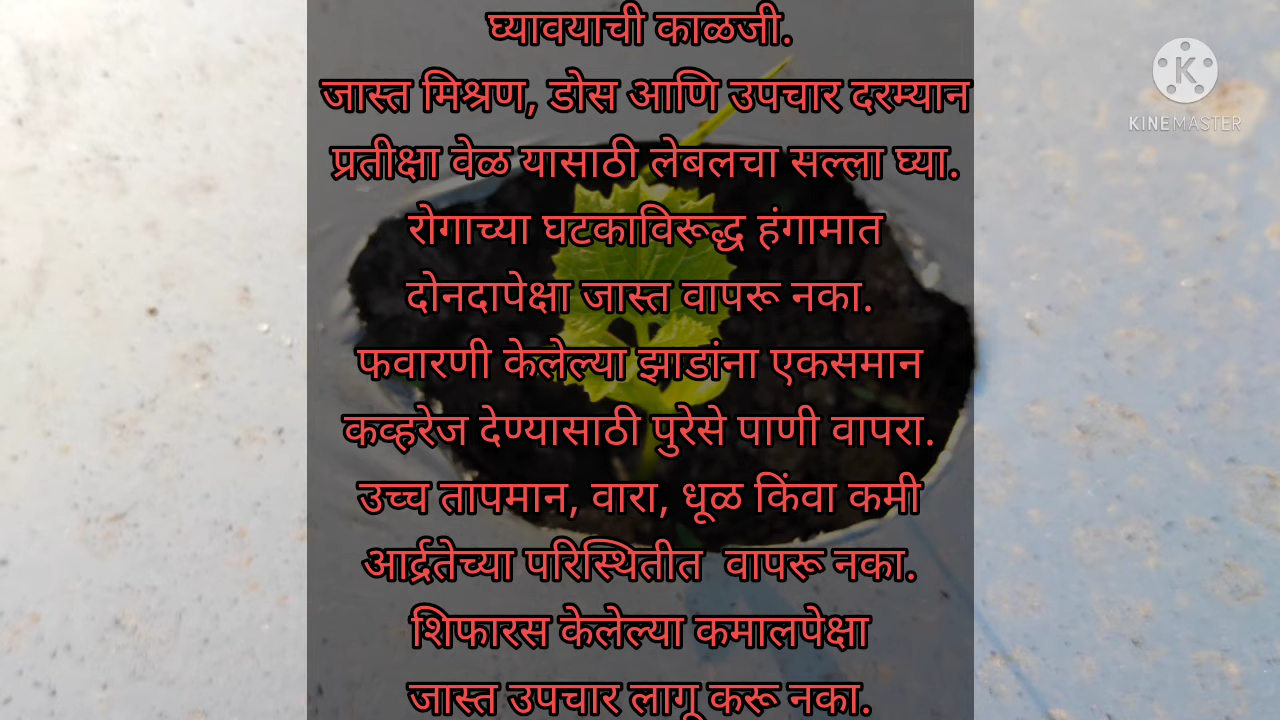 घ्यावयाची काळजी.
जास्त मिश्रण, डोस आणि उपचार दरम्यान
प्रतीक्षा वेळ यासाठी लेबलचा सल्ला घ्या.
रोगाच्या घटकाविरूद्ध हंगामात
दोनदापेक्षा जास्त वापरू नका.
फवारणी केलेल्या झाडांना एकसमान
कव्हरेज देण्यासाठी पुरेसे पाणी वापरा.
उच्च तापमान, वारा, धूळ किंवा कमी
आर्द्रतेच्या परिस्थितीत वापरू नका.
शिफारस केलेल्या कमालपेक्षा
जास्त उपचार लागू करू नका.
K
KINEMASTER